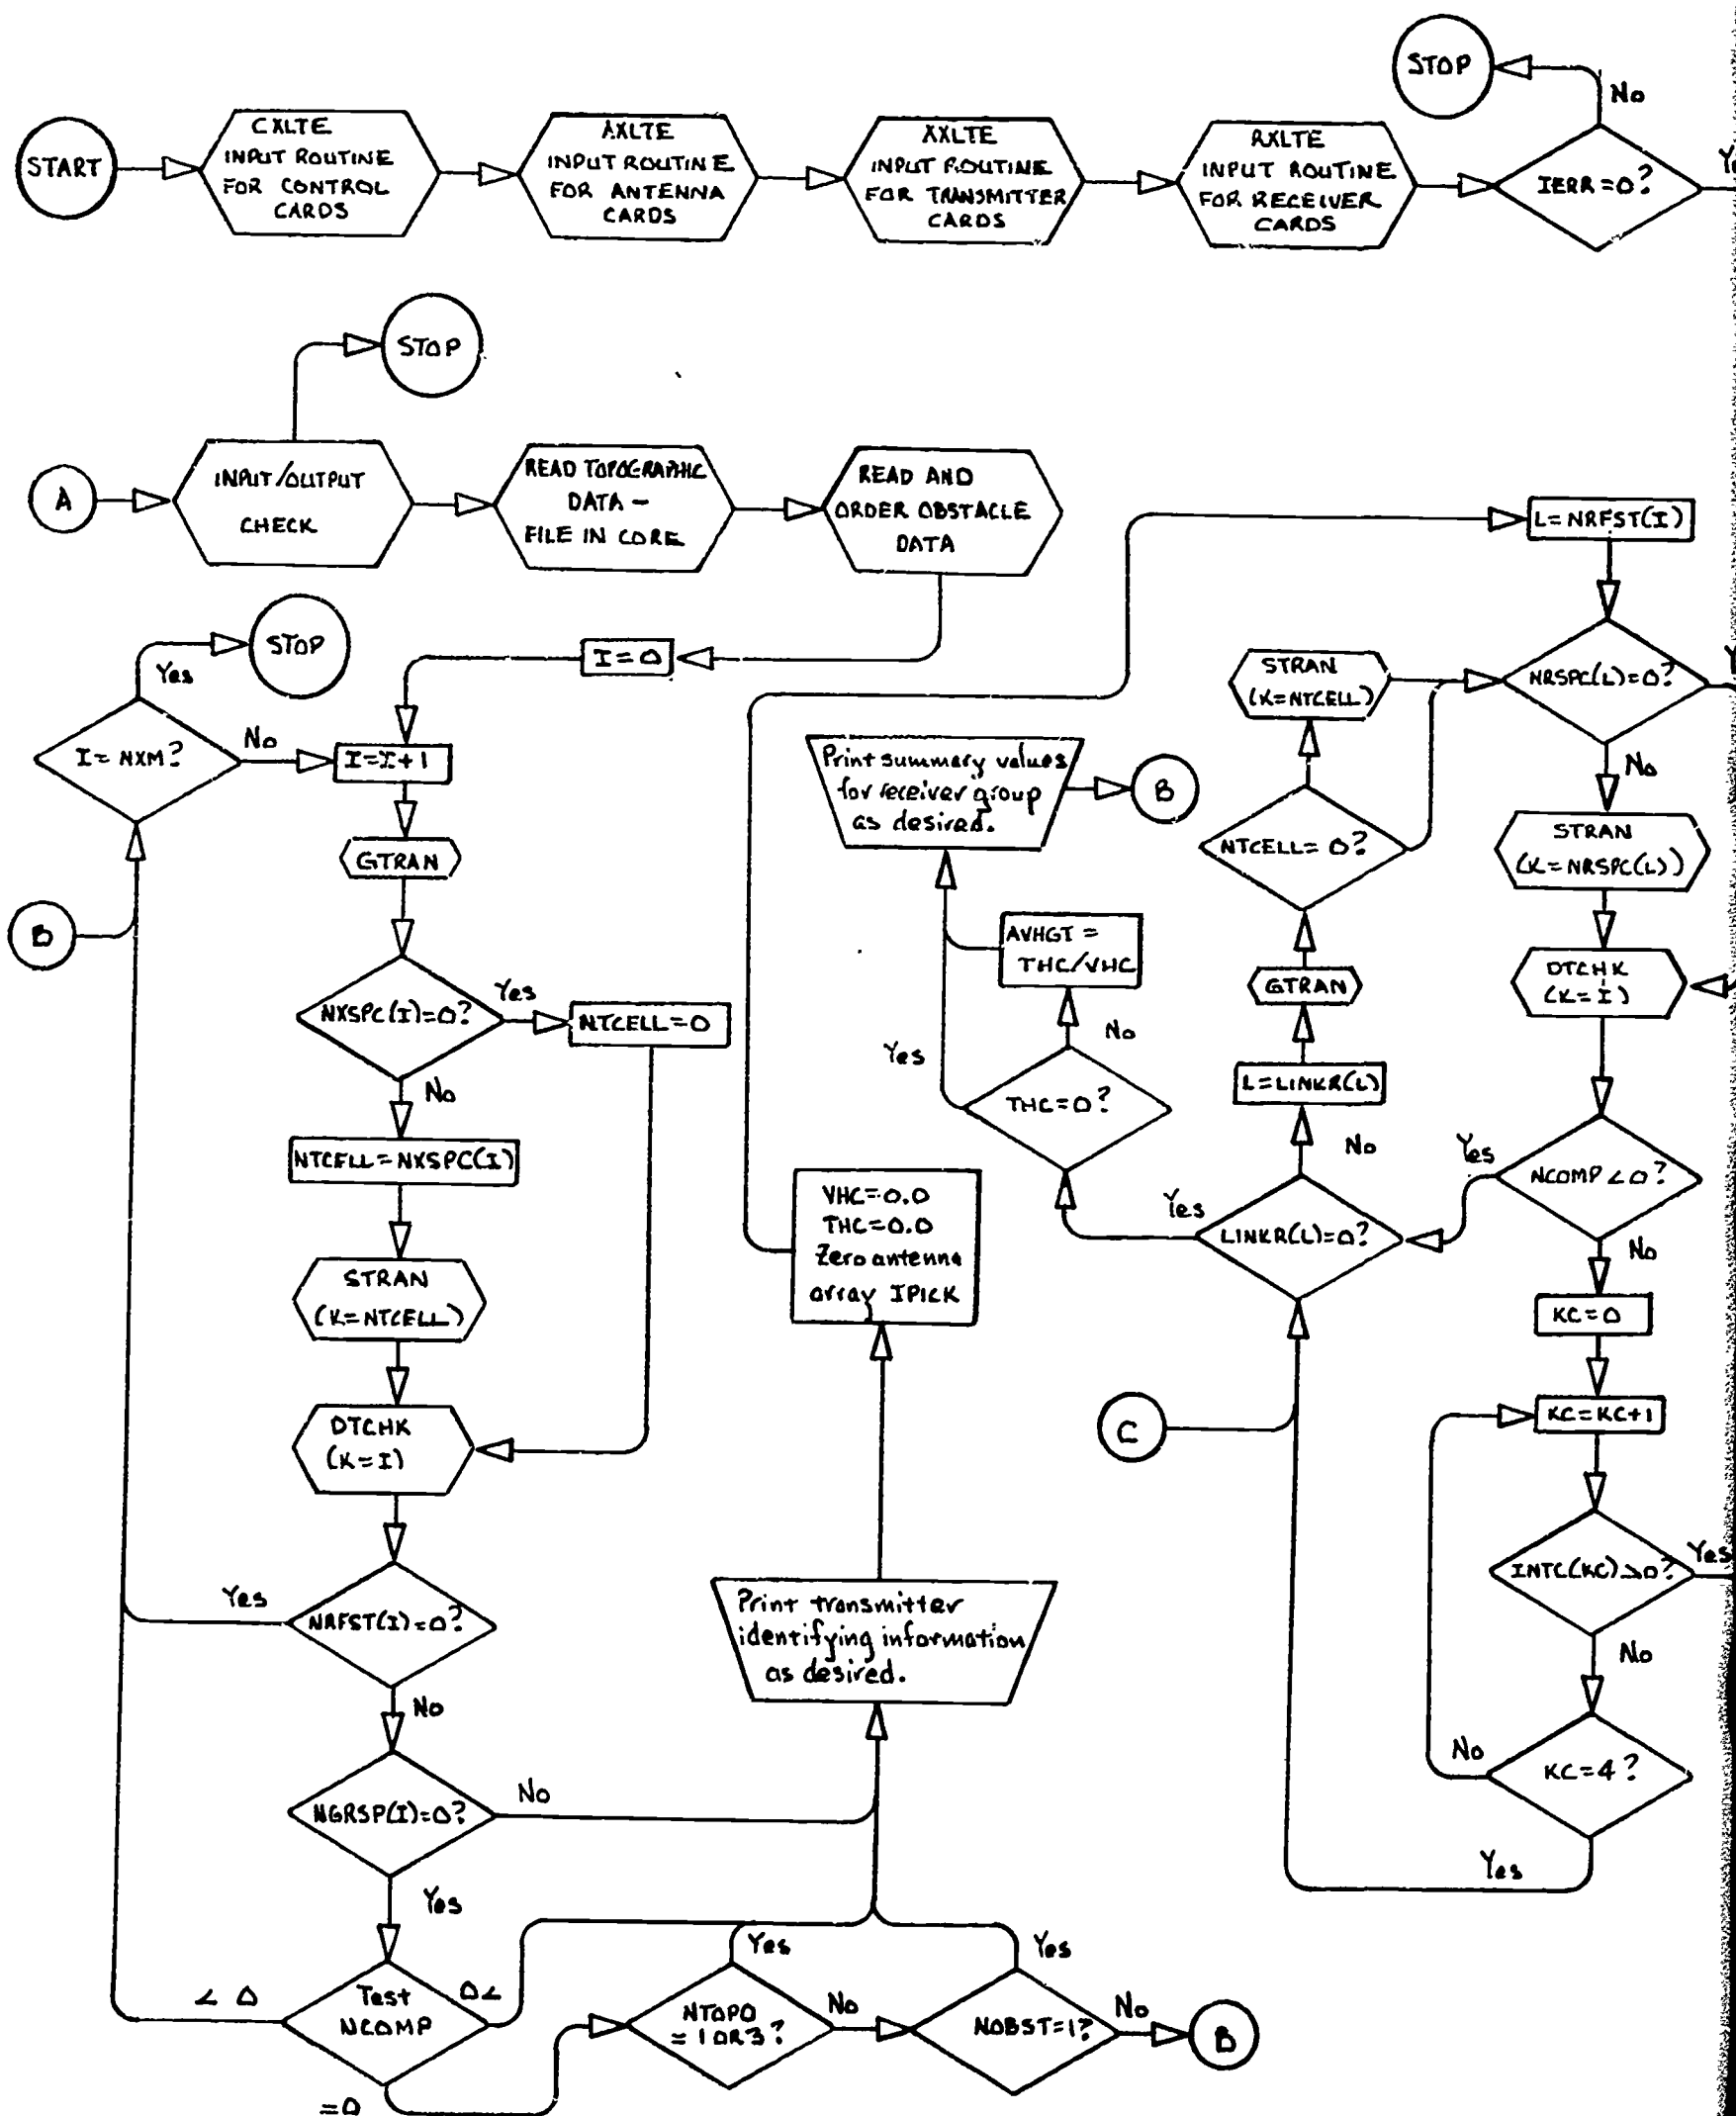 START
CXLTE
INPUT ROUTINE
FOR CONTROL
CARDS
AXLTE
INPUT ROUTINE
FOR ANTENNA
CARDS
XXLTE
INPUT ROUTINE
FOR TRANSMITTER
CARDS
RXLTE
INPUT ROUTINE
FOR RECEIVER
CARDS
IERR=0?
No
STOP
STOP
A
INPUT/OUTPUT
CHECK
READ TOPOGRAPHIC
DATA –
FILE IN CORE
READ AND
ORDER OBSTACLE
DATA
I=0
STOP
Yes
I=NXM?
No
I=I+1
GTRAN
B
NXSPC(I)=0?
Yes
NTCELL=0
No
NTCELL=NXSPC(I)
STRAN
(K=NTCELL)
DTCHK
(K=I)
NRFST(I)=0?
Yes
No
NGRSP(I)=0?
No
Yes
Test
NCOMP
< 0
0<
=0
NTOPO
=1 OR 3?
Yes
No
NOBST=1?
Yes
No
B
Print transmitter
identifying information
as desired.
VHC=0.0
THC=0.0
Zero antenna
array IPICK
L=NRFST(I)
NRSPC(L)=0?
No
STRAN
(K=NRSPC(L))
DTCHK
(K=I)
NCOMP<0?
Yes
No
KC=0
KC=KC+1
INTC(KC)>0?
Yes
No
KC=4?
No
Yes
C
LINKR(L)=0?
No
Yes
L=LINKR(L)
GTRAN
NTCELL=0?
STRAN
(K=NTCELL)
THC=0?
Yes
No
AVHGT=
THC/VHC
Print summary values
for receiver group
as desired.
B